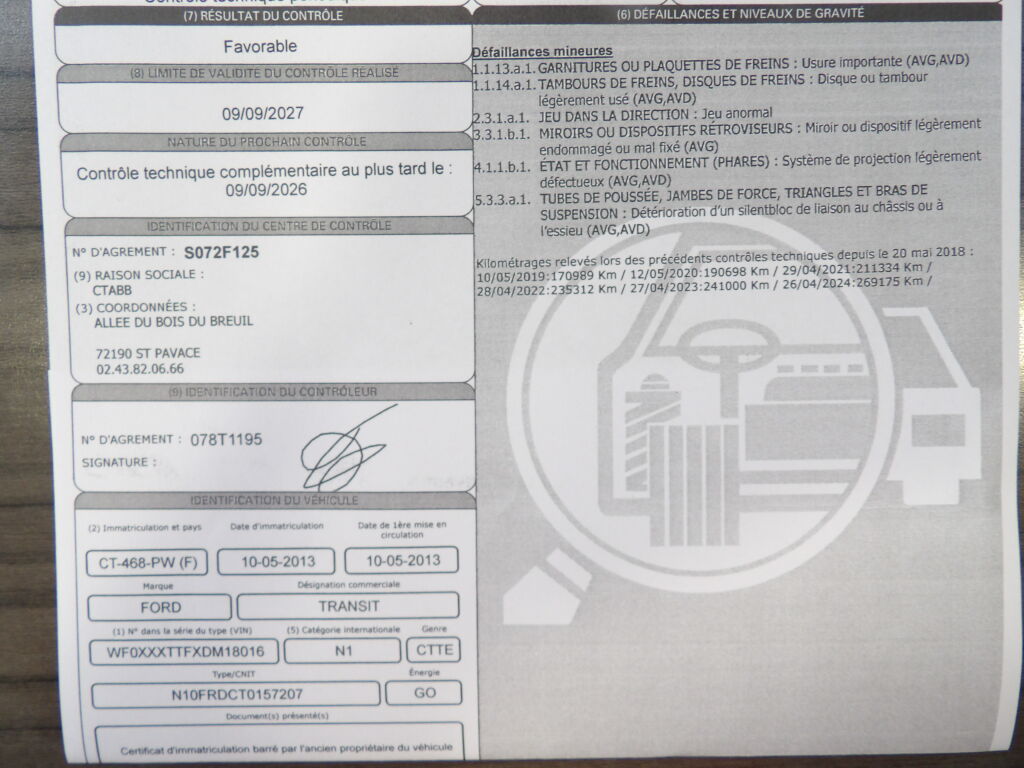 (7) RÉSULTAT DU CONTRÔLE
Favorable
(8) LIMITE DE VALIDITÉ DU CONTRÔLE RÉALISÉ
09/09/2027
NATURE DU PROCHAIN CONTRÔLE
Contrôle technique complémentaire au plus tard le :
09/09/2026
IDENTIFICATION DU CENTRE DE CONTRÔLE
N° D'AGRÉMENT : S072F125
(9) RAISON SOCIALE :
CTABB
(3) COORDONNÉES :
ALLEE DU BOIS DU BREUIL
72190 ST PAVACE
02.43.82.06.66
(9) IDENTIFICATION DU CONTRÔLEUR
N° D'AGRÉMENT : 078T1195
SIGNATURE :
IDENTIFICATION DU VÉHICULE
(2) Immatriculation et pays
Date d'immatriculation
Date de 1ère mise en
circulation
CT-468-PW (F)
10-05-2013
10-05-2013
Marque
Désignation commerciale
FORD
TRANSIT
(1) N° dans la série du type (VIN)
(5) Catégorie internationale
Genre
WF0XXXTTFXDM18016
N1
CTTE
Type/CNIT
Énergie
N10FRDCT0157207
GO
Document(s) présenté(s)
Certificat d'immatriculation barré par l'ancien propriétaire du véhicule
(6) DÉFAILLANCES ET NIVEAUX DE GRAVITÉ
Défaillances mineures
1.1.13.a.1. GARNITURES OU PLAQUETTES DE FREINS : Usure importante (AVG,AVD)
1.1.14.a.1. TAMBOURS DE FREINS, DISQUES DE FREINS : Disque ou tambour
légèrement usé (AVG,AVD)
2.3.1.a.1. JEU DANS LA DIRECTION : Jeu anormal
3.3.1.b.1. MIROIRS OU DISPOSITIFS RÉTROVISEURS : Miroir ou dispositif légèrement
endommagé ou mal fixé (AVG)
4.1.1.b.1. ÉTAT ET FONCTIONNEMENT (PHARES) : Système de projection légèrement
défectueux (AVG,AVD)
5.3.3.a.1. TUBES DE POUSSÉE, JAMBES DE FORCE, TRIANGLES ET BRAS DE
SUSPENSION : Détérioration d'un silentbloc de liaison au châssis ou à
l'essieu (AVG,AVD)
Kilométrages relevés lors des précédents contrôles techniques depuis le 20 mai 2018 :
10/05/2019:170989 Km / 12/05/2020:190698 Km / 29/04/2021:211334 Km /
28/04/2022:235312 Km / 27/04/2023:241000 Km / 26/04/2024:269175 Km /